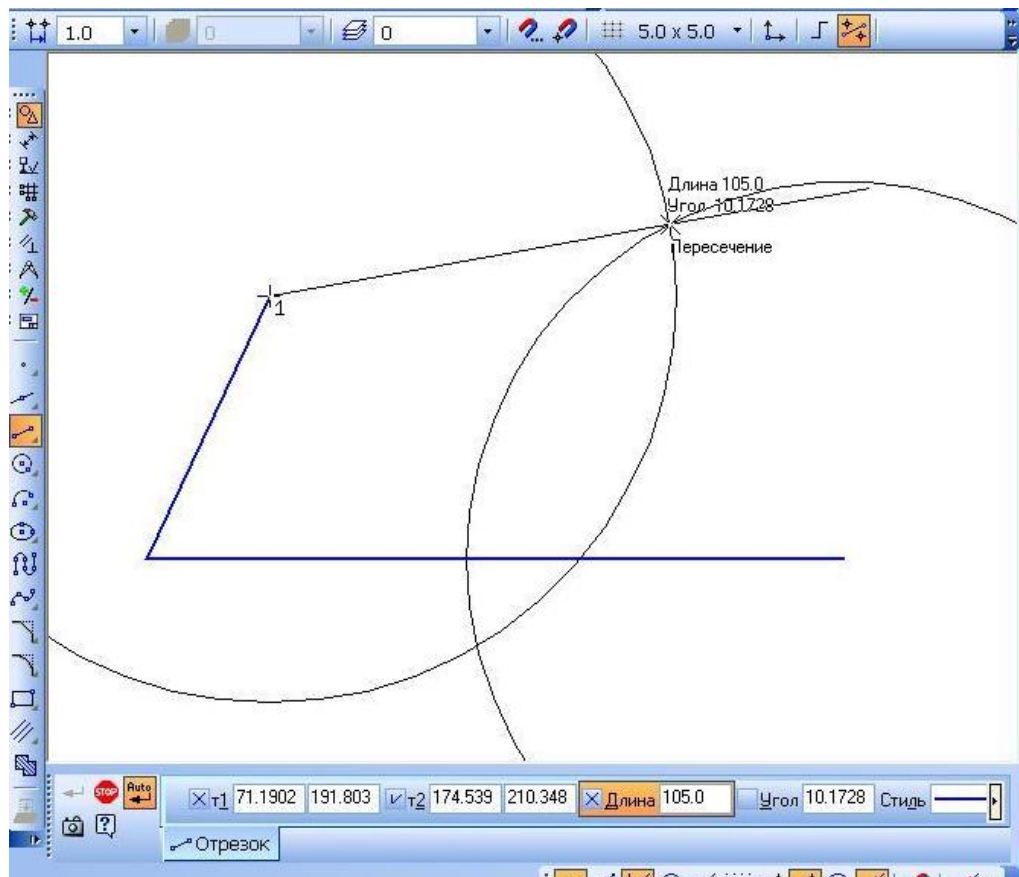 1.0 0 0 5.0 x 5.0
Длина 105.0
Угол 10.1728
Пересечение
1
STOP Auto
т1 71.1902 191.803 т2 174.539 210.348 Длина 105.0 Угол 10.1728 Стиль
Отрезок